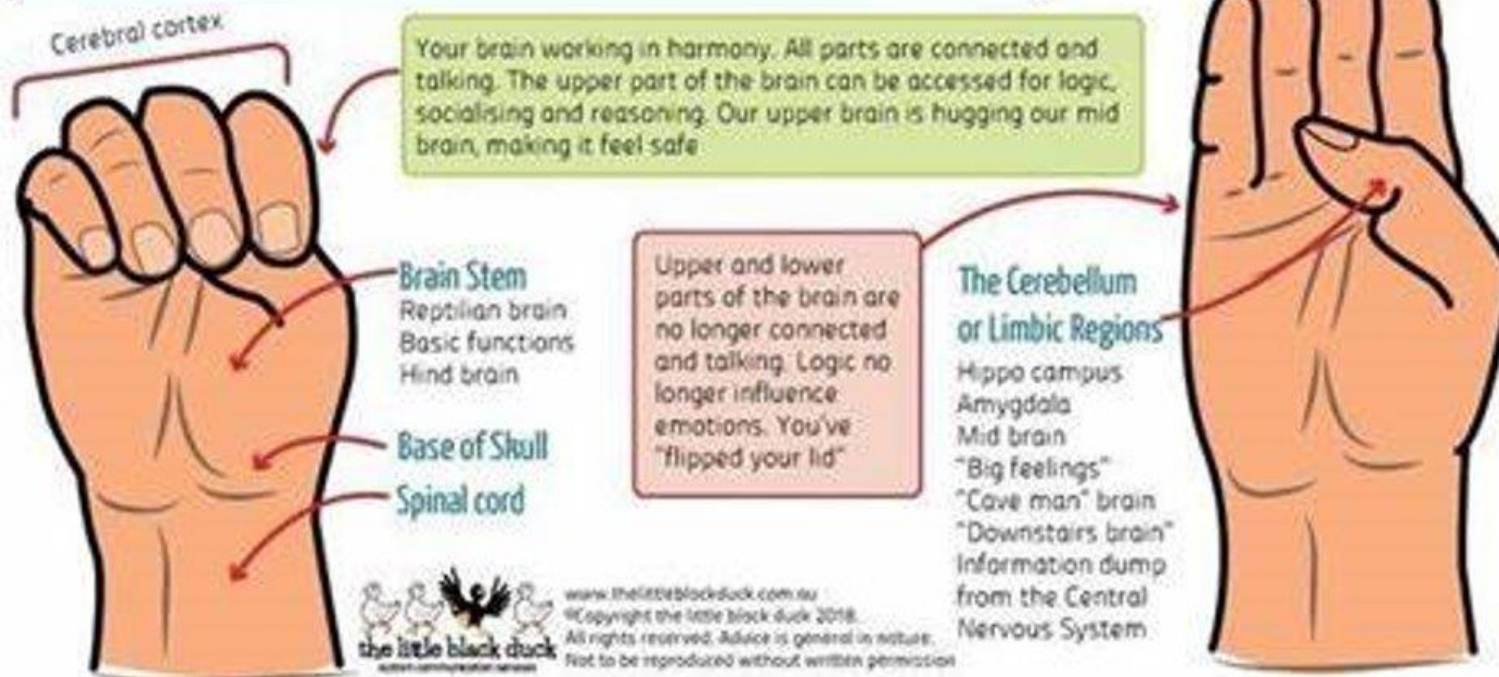 Cerebral cortex
Your brain working in harmony. All parts are connected and
talking. The upper part of the brain can be accessed for logic,
socialising and reasoning. Our upper brain is hugging our mid
brain, making it feel safe
Brain Stem
Reptilian brain
Basic functions
Hind brain
Base of Skull
Spinal cord
Upper and lower
parts of the brain are
no longer connected
and talking. Logic no
longer influence
emotions. You've
"flipped your lid"
The Cerebellum
or Limbic Regions
Hippo campus
Amygdala
Mid brain
"Big feelings"
"Cave man" brain
"Downstairs brain"
Information dump
from the Central
Nervous System
the little black duck
autism communication services
www.thelittleblackduck.com.au
©Copyright the little black duck 2018.
All rights reserved. Advice is general in nature.
Not to be reproduced without written permission